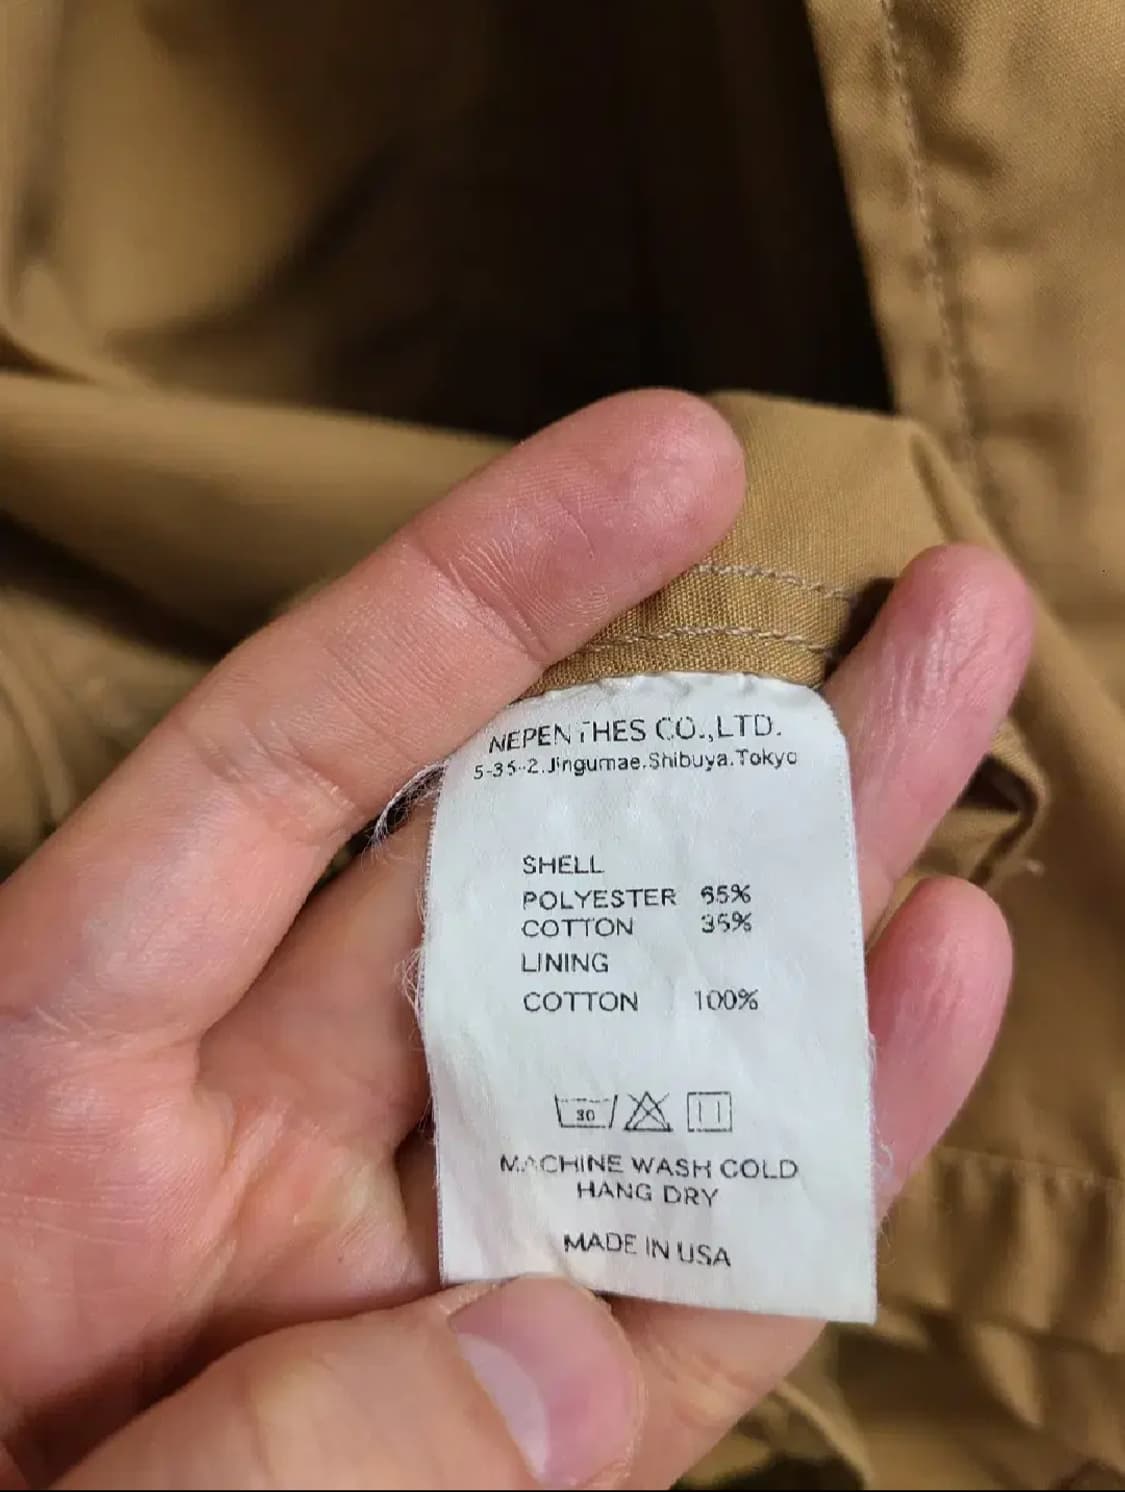 NEPENTHES CO.,LTD.
5-35-2.Jingumae.Shibuya.Tokyo
SHELL
POLYESTER 65%
COTTON 35%
LINING
COTTON 100%
30
MACHINE WASH COLD
HANG DRY
MADE IN USA